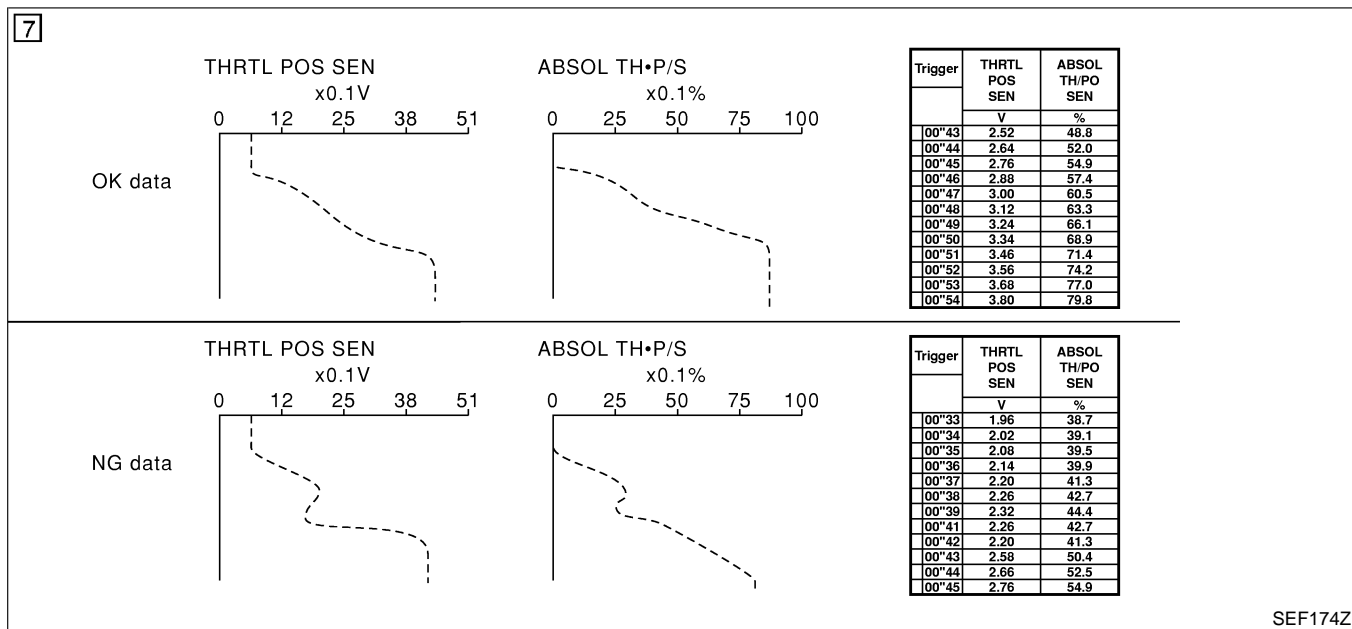 7
THRTL POS SEN
x0.1V
0 12 25 38 51
ABSOL TH•P/S
x0.1%
0 25 50 75 100
OK data
Trigger THRTL POS SEN ABSOL TH/PO SEN
V %
00"43 2.52 48.8
00"44 2.64 52.0
00"45 2.76 54.9
00"46 2.88 57.4
00"47 3.00 60.5
00"48 3.12 63.3
00"49 3.24 66.1
00"50 3.34 68.9
00"51 3.46 71.4
00"52 3.56 74.2
00"53 3.68 77.0
00"54 3.80 79.8
THRTL POS SEN
x0.1V
0 12 25 38 51
ABSOL TH•P/S
x0.1%
0 25 50 75 100
NG data
Trigger THRTL POS SEN ABSOL TH/PO SEN
V %
00"33 1.96 38.7
00"34 2.02 39.1
00"35 2.08 39.5
00"36 2.14 39.9
00"37 2.20 41.3
00"38 2.26 42.7
00"39 2.32 44.4
00"41 2.26 42.7
00"42 2.20 41.3
00"43 2.58 50.4
00"44 2.66 52.5
00"45 2.76 54.9
SEF174Z